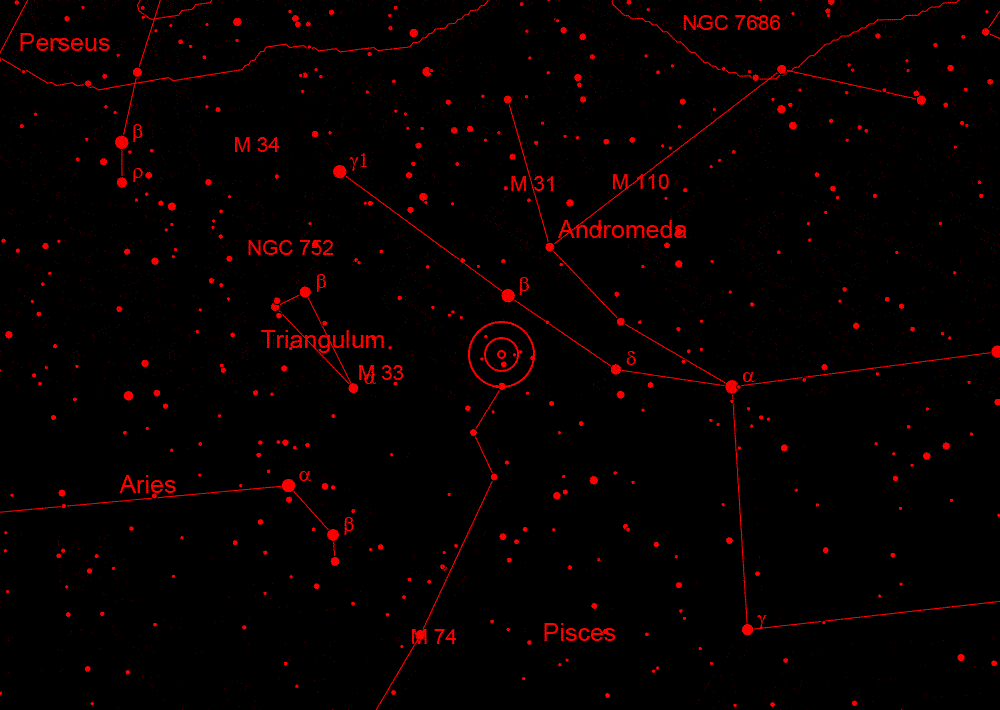 NGC 7686
Perseus
β
M 34
γ1
ρ
M 31
M 110
Andromeda
NGC 752
β
β
Triangulum
δ
M 33
α
α
α
Aries
β
γ
M 74
Pisces